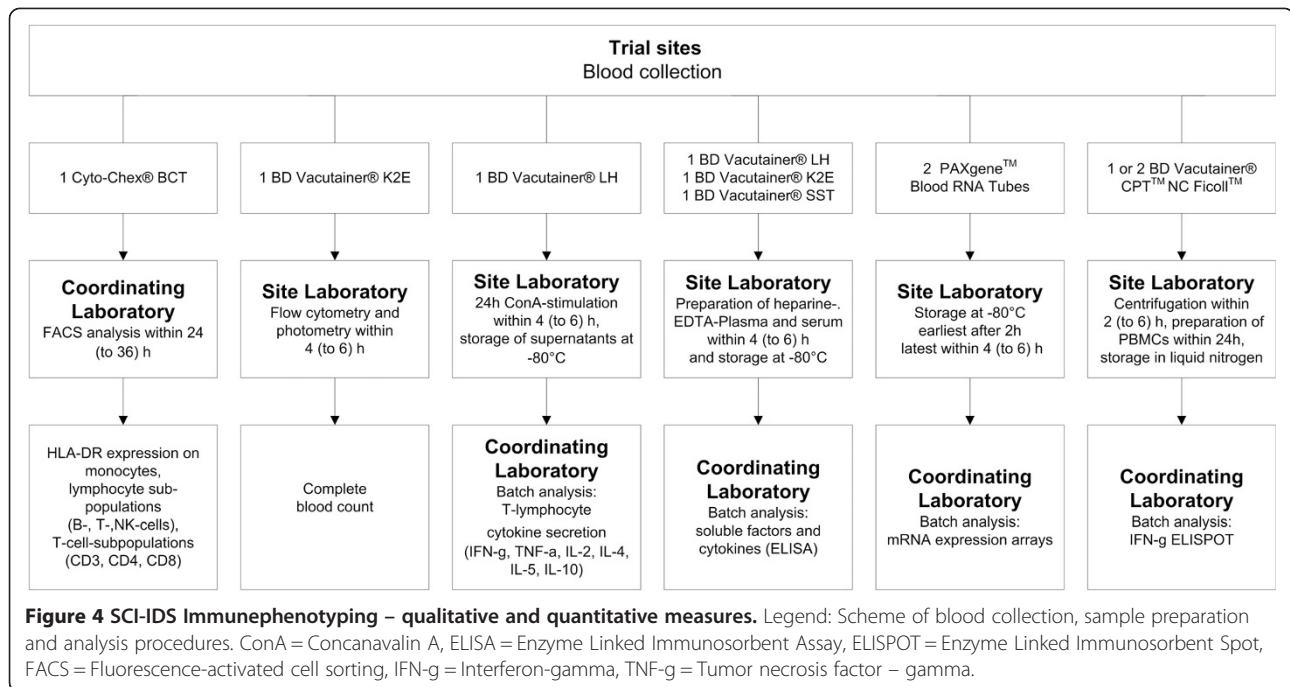 Trial sites
Blood collection
1 Cyto-Chex® BCT
1 BD Vacutainer® K2E
1 BD Vacutainer® LH
1 BD Vacutainer® LH
1 BD Vacutainer® K2E
1 BD Vacutainer® SST
2 PAXgene™
Blood RNA Tubes
1 or 2 BD Vacutainer®
CPT™ NC Ficoll™
Coordinating
Laboratory
FACS analysis within 24
(to 36) h
Site Laboratory
Flow cytometry and
photometry within
4 (to 6) h
Site Laboratory
24h ConA-stimulation
within 4 (to 6) h,
storage of supernatants at
-80°C
Site Laboratory
Preparation of heparine-.
EDTA-Plasma and serum
within 4 (to 6) h
and storage at -80°C
Site Laboratory
Storage at -80°C
earliest after 2h
latest within 4 (to 6) h
Site Laboratory
Centrifugation within
2 (to 6) h, preparation of
PBMCs within 24h,
storage in liquid nitrogen
HLA-DR expression on
monocytes,
lymphocyte sub-
populations
(B-, T-,NK-cells),
T-cell-subpopulations
(CD3, CD4, CD8)
Complete
blood count
Coordinating
Laboratory
Batch analysis:
T-lymphocyte
cytokine secretion
(IFN-g, TNF-a, IL-2, IL-4,
IL-5, IL-10)
Coordinating
Laboratory
Batch analysis:
soluble factors and
cytokines (ELISA)
Coordinating
Laboratory
Batch analysis:
mRNA expression arrays
Coordinating
Laboratory
Batch analysis:
IFN-g ELISPOT
Figure 4 SCI-IDS Immunephenotyping – qualitative and quantitative measures. Legend: Scheme of blood collection, sample preparation
and analysis procedures. ConA = Concanavalin A, ELISA = Enzyme Linked Immunosorbent Assay, ELISPOT = Enzyme Linked Immunosorbent Spot,
FACS = Fluorescence-activated cell sorting, IFN-g = Interferon-gamma, TNF-g = Tumor necrosis factor – gamma.